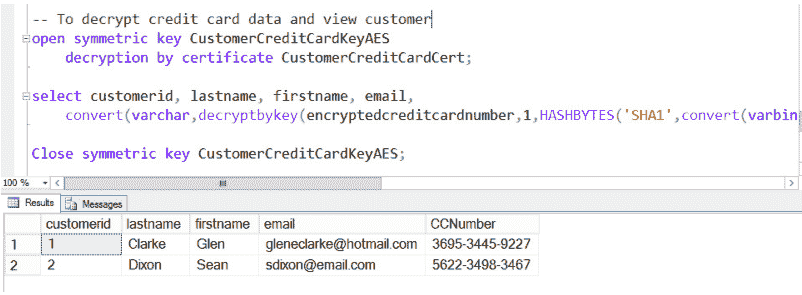 -- To decrypt credit card data and view customer
open symmetric key CustomerCreditCardKeyAES
decryption by certificate CustomerCreditCardCert;
select customerid, lastname, firstname, email,
convert(varchar,decryptbykey(encryptedcreditcardnumber,1,HASHBYTES('SHA1',convert(varbin
Close symmetric key CustomerCreditCardKeyAES;
100 %
Results Messages
customerid lastname firstname email CCNumber
1 1 Clarke Glen gleneclarke@hotmail.com 3695-3445-9227
2 2 Dixon Sean sdixon@email.com 5622-3498-3467